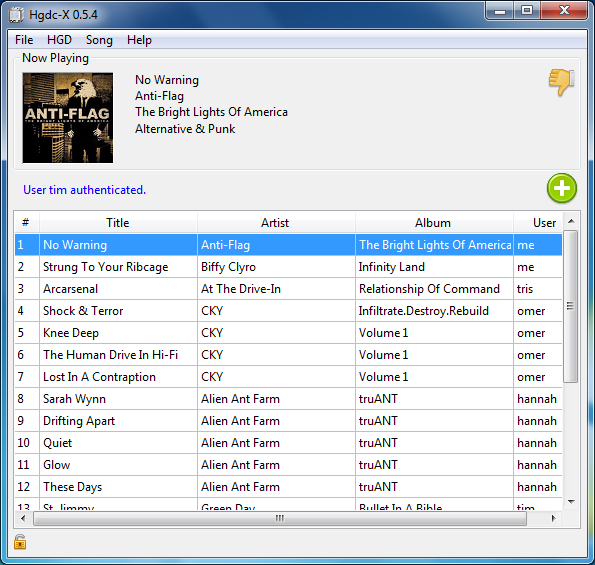 Hgdc-X 0.5.4
File HGD Song Help
Now Playing
No Warning
Anti-Flag
The Bright Lights Of America
Alternative & Punk
ANTI-FLAG
THE BRIGHT LIGHTS OF AMERICA
User tim authenticated.
# Title Artist Album User
1 No Warning Anti-Flag The Bright Lights Of America me
2 Strung To Your Ribcage Biffy Clyro Infinity Land me
3 Arcarsenal At The Drive-In Relationship Of Command tris
4 Shock & Terror CKY Infiltrate.Destroy.Rebuild omer
5 Knee Deep CKY Volume 1 omer
6 The Human Drive In Hi-Fi CKY Volume 1 omer
7 Lost In A Contraption CKY Volume 1 omer
8 Sarah Wynn Alien Ant Farm truANT hannah
9 Drifting Apart Alien Ant Farm truANT hannah
10 Quiet Alien Ant Farm truANT hannah
11 Glow Alien Ant Farm truANT hannah
12 These Days Alien Ant Farm truANT hannah
13 St. Jimmy Green Day Bullet In A Bible tim